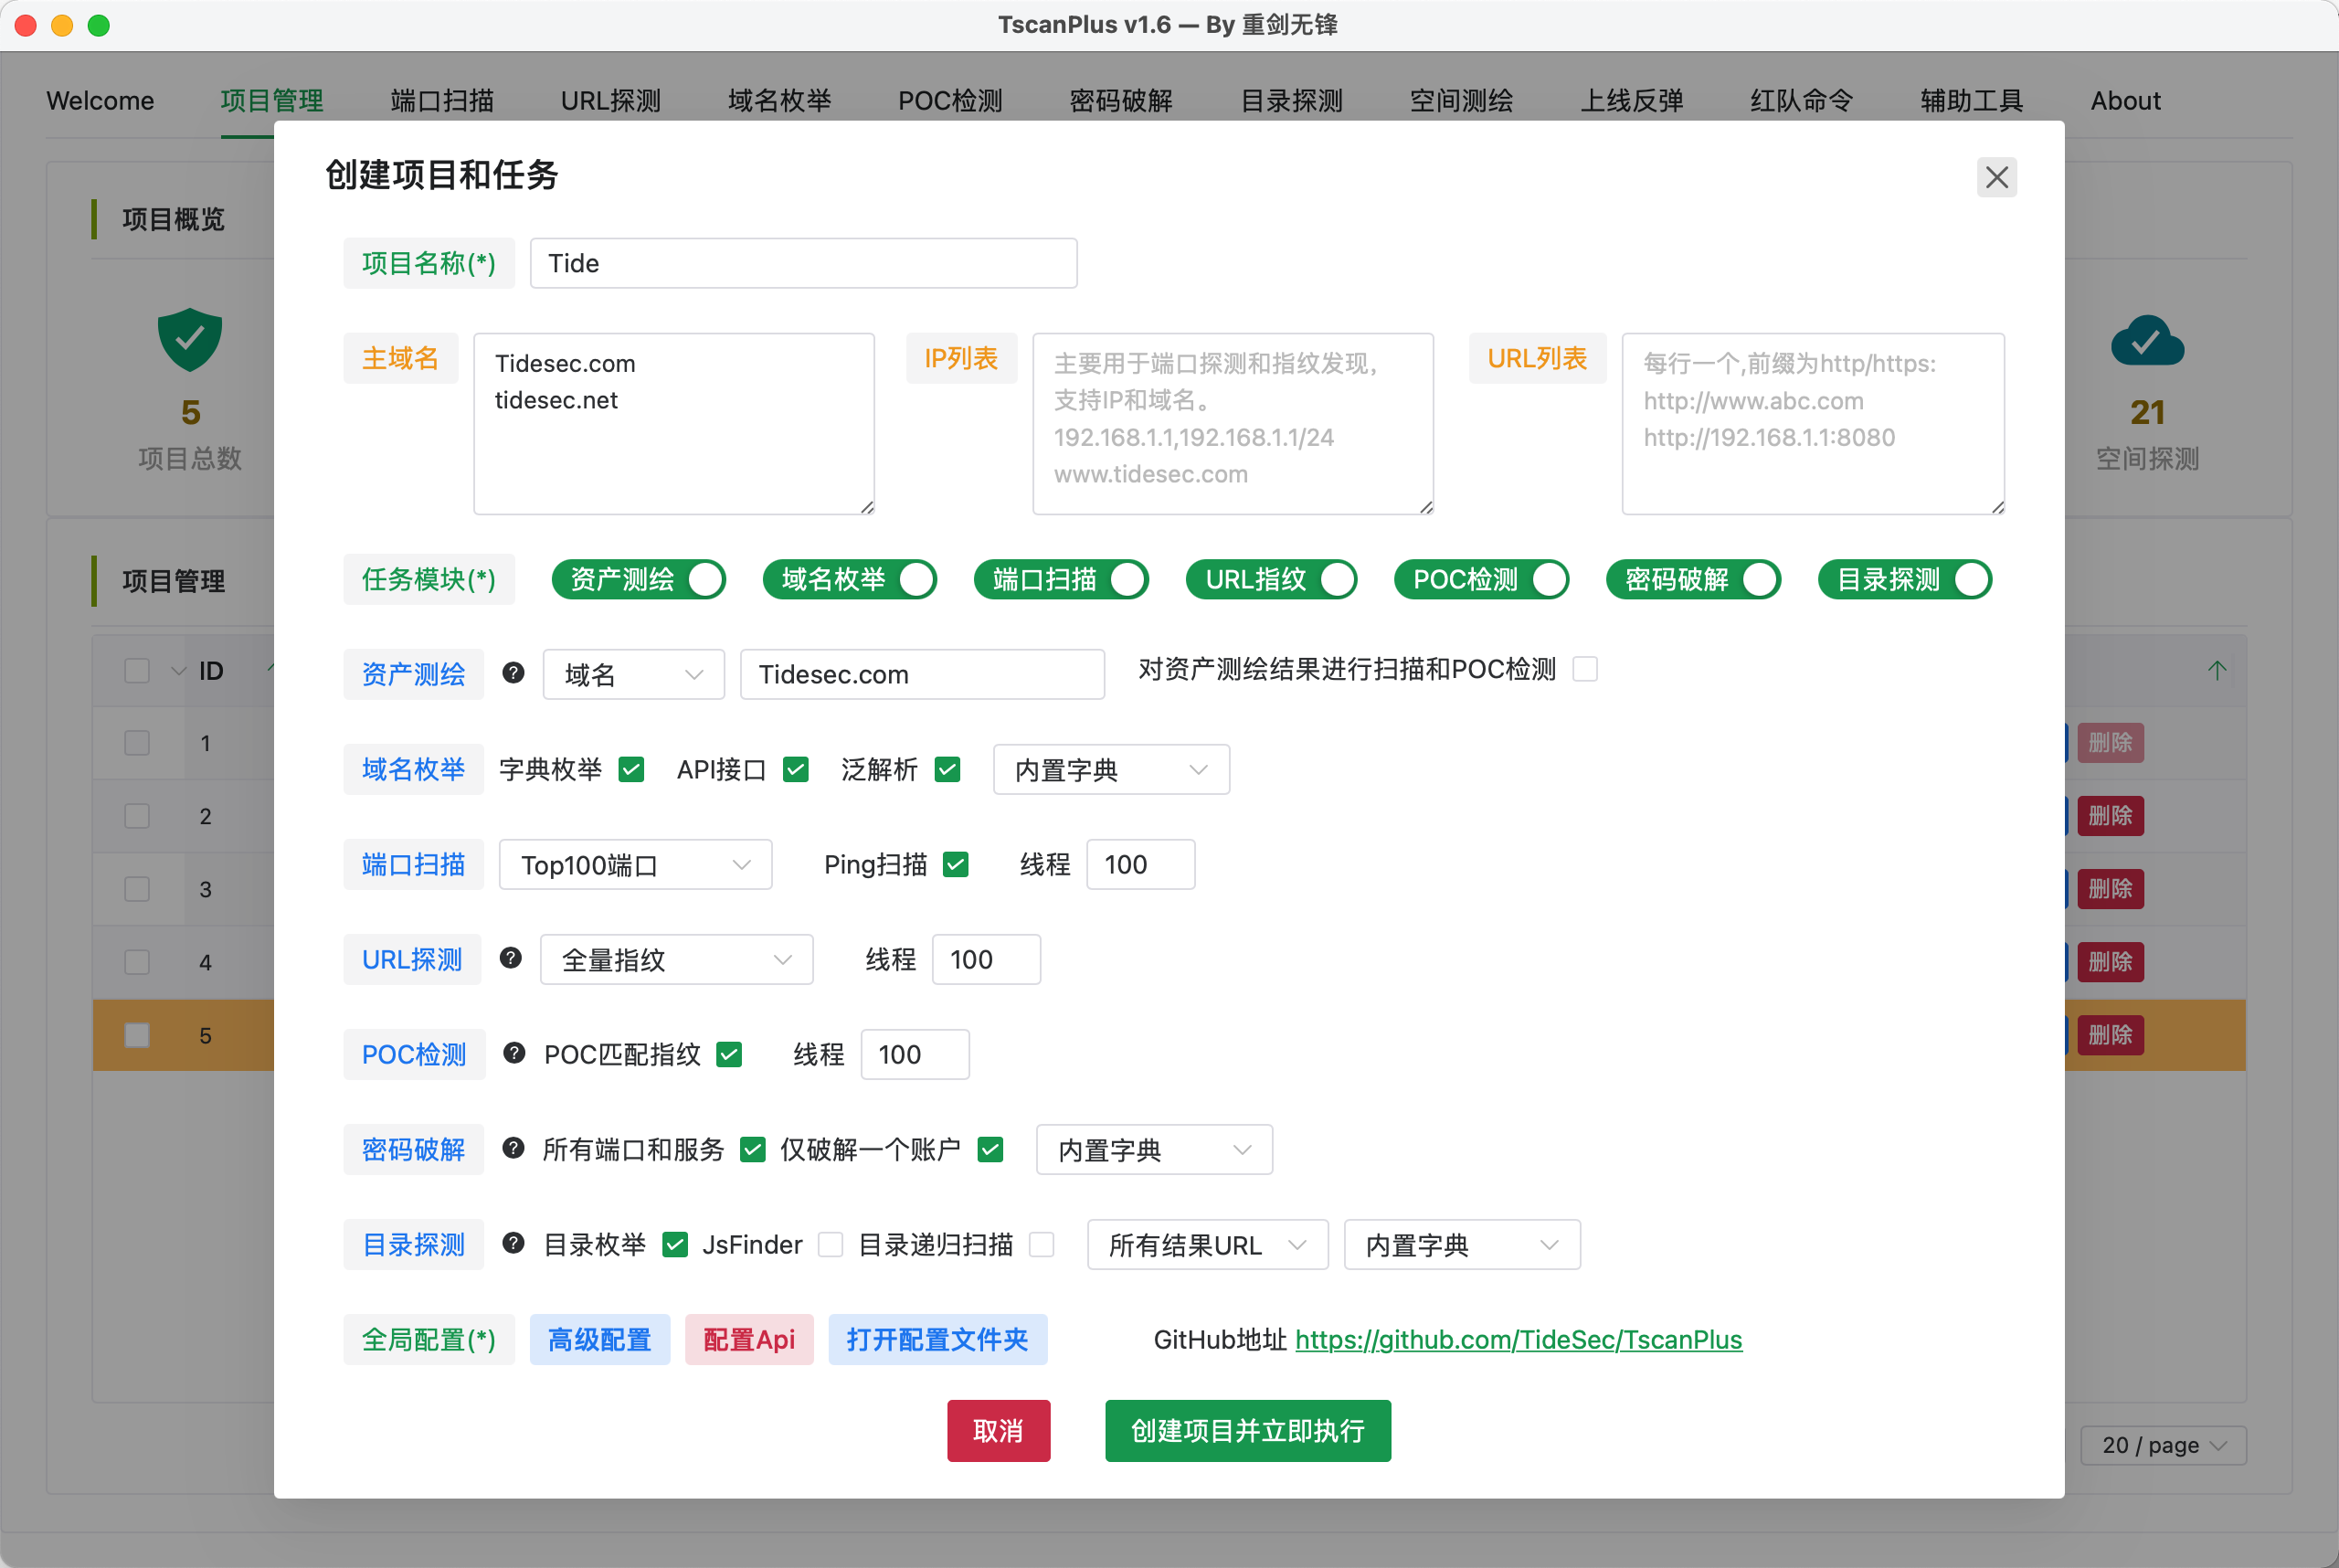 TscanPlus v1.6 — By 重剑无锋
Welcome 项目管理 端口扫描 URL探测 域名枚举 POC检测 密码破解 目录探测 空间测绘 上线反弹 红队命令 辅助工具 About
项目概览
5
项目总数
21
空间探测
项目管理
ID
1 删除
2 删除
3 删除
4 删除
5 删除
20 / page
创建项目和任务
项目名称(*) Tide
主域名
Tidesec.com
tidesec.net
IP列表
主要用于端口探测和指纹发现，
支持IP和域名。
192.168.1.1,192.168.1.1/24
www.tidesec.com
URL列表
每行一个,前缀为http/https:
http://www.abc.com
http://192.168.1.1:8080
任务模块(*) 资产测绘 域名枚举 端口扫描 URL指纹 POC检测 密码破解 目录探测
资产测绘 ? 域名 Tidesec.com 对资产测绘结果进行扫描和POC检测
域名枚举 字典枚举 API接口 泛解析 内置字典
端口扫描 Top100端口 Ping扫描 线程 100
URL探测 ? 全量指纹 线程 100
POC检测 ? POC匹配指纹 线程 100
密码破解 ? 所有端口和服务 仅破解一个账户 内置字典
目录探测 ? 目录枚举 JsFinder 目录递归扫描 所有结果URL 内置字典
全局配置(*) 高级配置 配置Api 打开配置文件夹 GitHub地址 https://github.com/TideSec/TscanPlus
取消 创建项目并立即执行